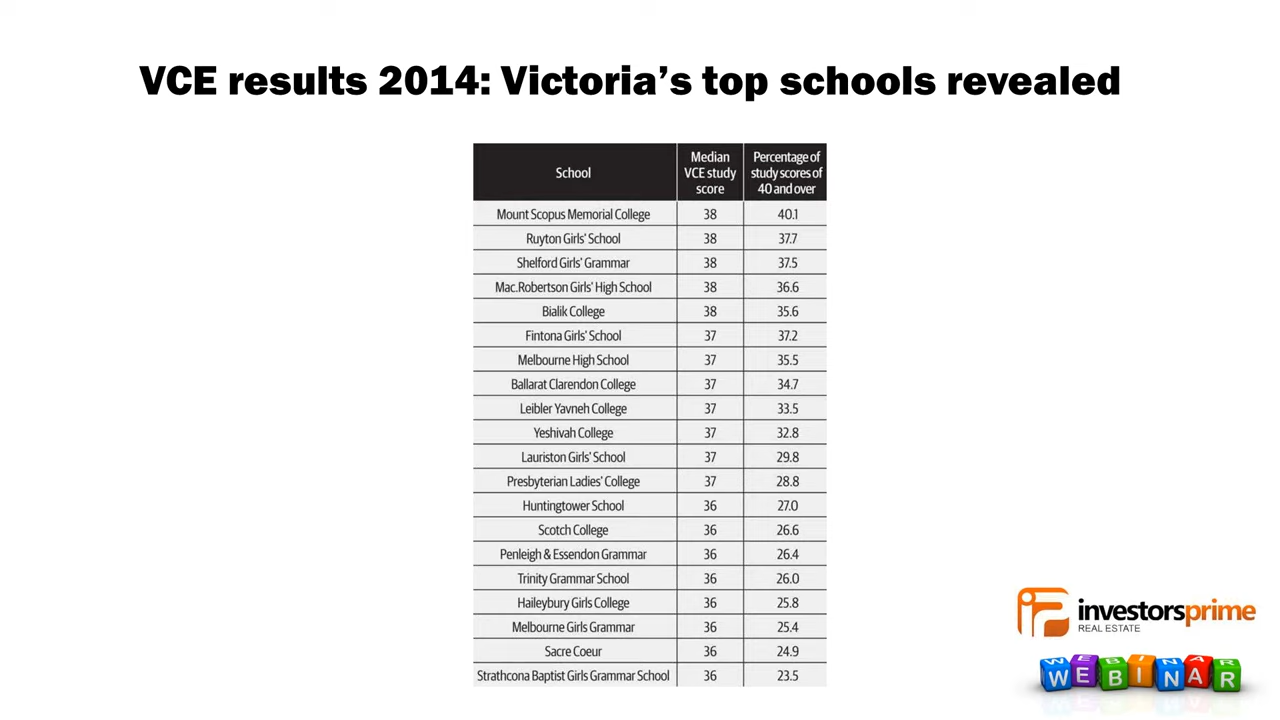 VCE results 2014: Victoria’s top schools revealed
School Median VCE study score Percentage of study scores of 40 and over
Mount Scopus Memorial College 38 40.1
Ruyton Girls' School 38 37.7
Shelford Girls' Grammar 38 37.5
Mac.Robertson Girls' High School 38 36.6
Bialik College 38 35.6
Fintona Girls' School 37 37.2
Melbourne High School 37 35.5
Ballarat Clarendon College 37 34.7
Leibler Yavneh College 37 33.5
Yeshivah College 37 32.8
Lauriston Girls' School 37 29.8
Presbyterian Ladies' College 37 28.8
Huntingtower School 36 27.0
Scotch College 36 26.6
Penleigh & Essendon Grammar 36 26.4
Trinity Grammar School 36 26.0
Haileybury Girls College 36 25.8
Melbourne Girls Grammar 36 25.4
Sacre Coeur 36 24.9
Strathcona Baptist Girls Grammar School 36 23.5
investorsprime
REAL ESTATE
WEBINAR